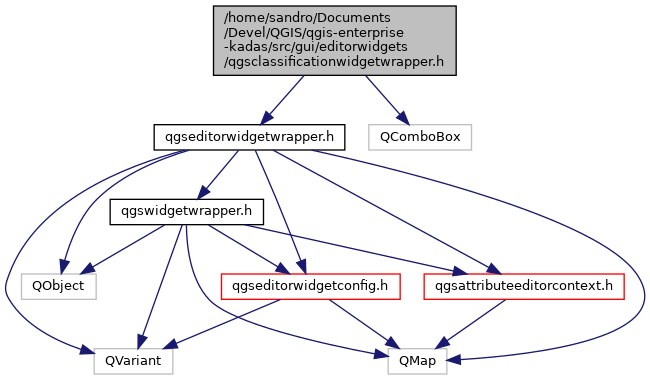 /home/sandro/Documents
/Devel/QGIS/qgis-enterprise
-kadas/src/gui/editorwidgets
/qgsclassificationwidgetwrapper.h
qgseditorwidgetwrapper.h
QComboBox
qgswidgetwrapper.h
QObject
qgseditorwidgetconfig.h
qgsattributeeditorcontext.h
QVariant
QMap